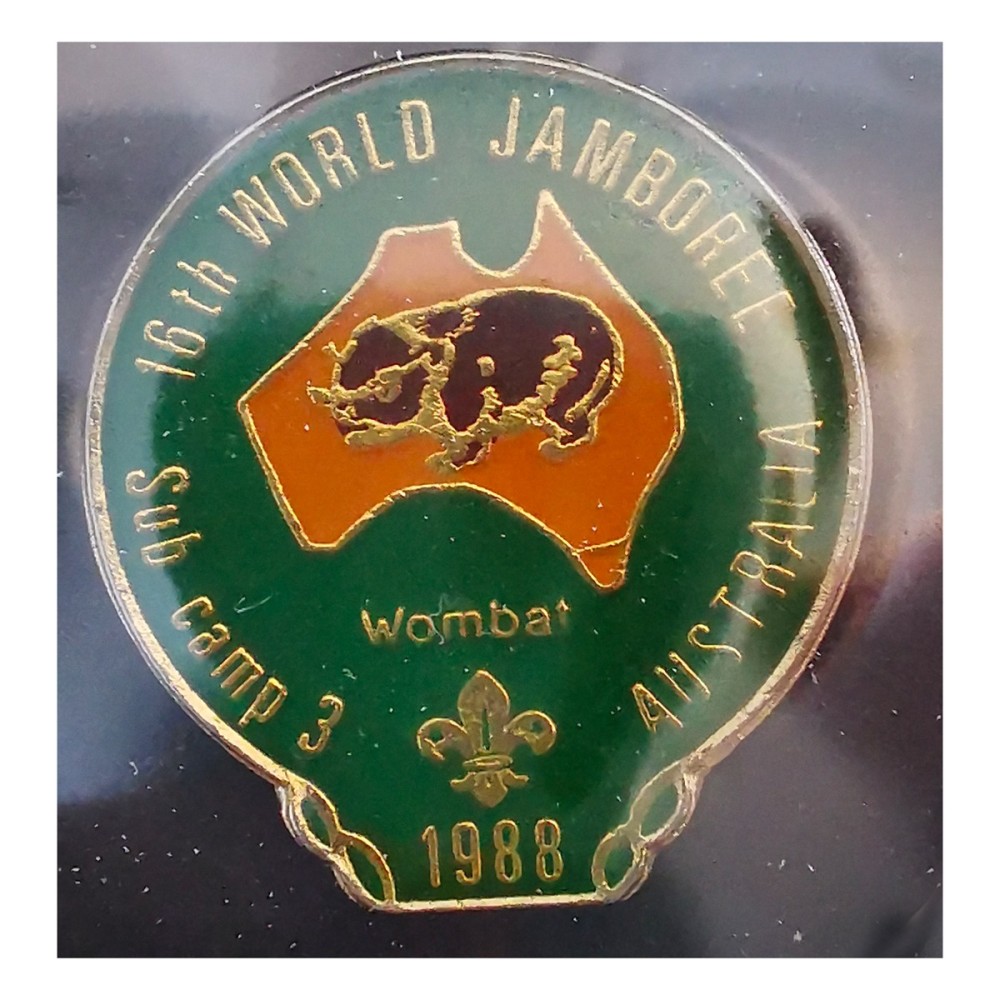 16th WORLD JAMBOREE
AUSTRALIA
Sub camp 3
Wombat
1988